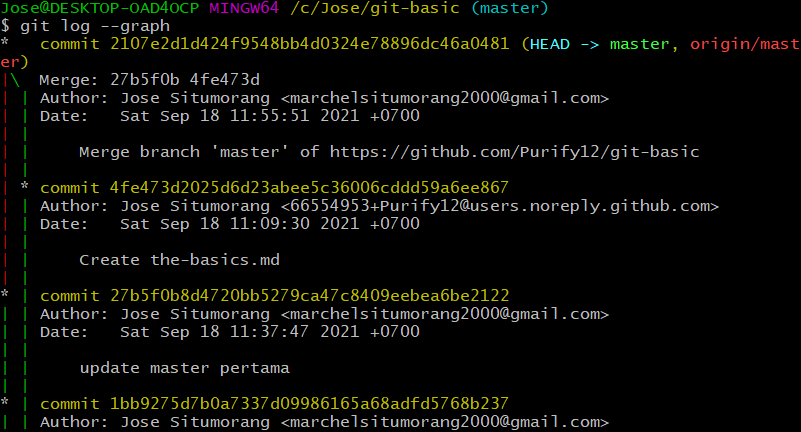 Jose@DESKTOP-OAD4OCP MINGW64 /c/Jose/git-basic (master)
$ git log --graph
*   commit 2107e2d1d424f9548bb4d0324e78896dc46a0481 (HEAD -> master, origin/mast
er)
|\  Merge: 27b5f0b 4fe473d
| | Author: Jose Situmorang <marchelsitumorang2000@gmail.com>
| | Date:   Sat Sep 18 11:55:51 2021 +0700
| |
| |     Merge branch 'master' of https://github.com/Purify12/git-basic
| |
| * commit 4fe473d2025d6d23abee5c36006cddd59a6ee867
| | Author: Jose Situmorang <66554953+Purify12@users.noreply.github.com>
| | Date:   Sat Sep 18 11:09:30 2021 +0700
| |
| |     Create the-basics.md
| |
* | commit 27b5f0b8d4720bb5279ca47c8409eebea6be2122
| | Author: Jose Situmorang <marchelsitumorang2000@gmail.com>
| | Date:   Sat Sep 18 11:37:47 2021 +0700
| |
| |     update master pertama
| |
* | commit 1bb9275d7b0a7337d09986165a68adfd5768b237
| | Author: Jose Situmorang <marchelsitumorang2000@gmail.com>